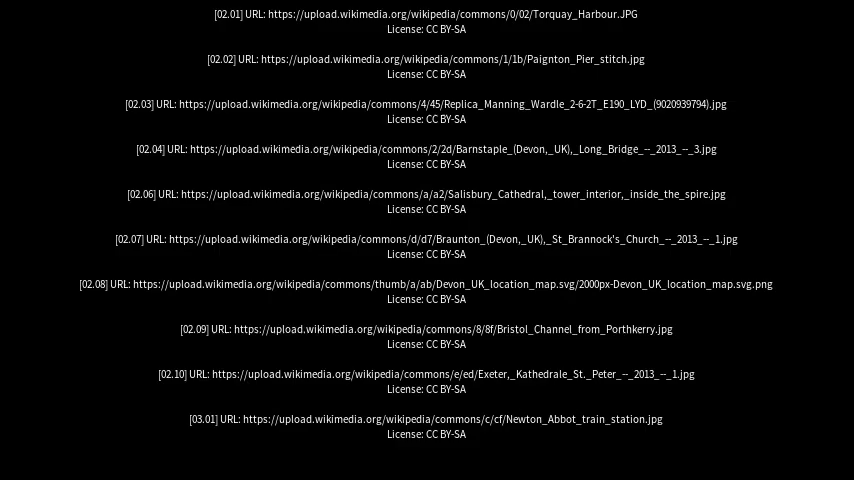 [02.01] URL: https://upload.wikimedia.org/wikipedia/commons/0/02/Torquay_Harbour.JPG
License: CC BY-SA
[02.02] URL: https://upload.wikimedia.org/wikipedia/commons/1/1b/Paignton_Pier_stitch.jpg
License: CC BY-SA
[02.03] URL: https://upload.wikimedia.org/wikipedia/commons/4/45/Replica_Manning_Wardle_2-6-2T_E190_LYD_(9020939794).jpg
License: CC BY-SA
[02.04] URL: https://upload.wikimedia.org/wikipedia/commons/2/2d/Barnstaple_(Devon,_UK),_Long_Bridge_--_2013_--_3.jpg
License: CC BY-SA
[02.06] URL: https://upload.wikimedia.org/wikipedia/commons/a/a2/Salisbury_Cathedral,_tower_interior,_inside_the_spire.jpg
License: CC BY-SA
[02.07] URL: https://upload.wikimedia.org/wikipedia/commons/d/d7/Braunton_(Devon,_UK),_St_Brannock's_Church_--_2013_--_1.jpg
License: CC BY-SA
[02.08] URL: https://upload.wikimedia.org/wikipedia/commons/thumb/a/ab/Devon_UK_location_map.svg/2000px-Devon_UK_location_map.svg.png
License: CC BY-SA
[02.09] URL: https://upload.wikimedia.org/wikipedia/commons/8/8f/Bristol_Channel_from_Porthkerry.jpg
License: CC BY-SA
[02.10] URL: https://upload.wikimedia.org/wikipedia/commons/e/ed/Exeter,_Kathedrale_St._Peter_--_2013_--_1.jpg
License: CC BY-SA
[03.01] URL: https://upload.wikimedia.org/wikipedia/commons/c/cf/Newton_Abbot_train_station.jpg
License: CC BY-SA